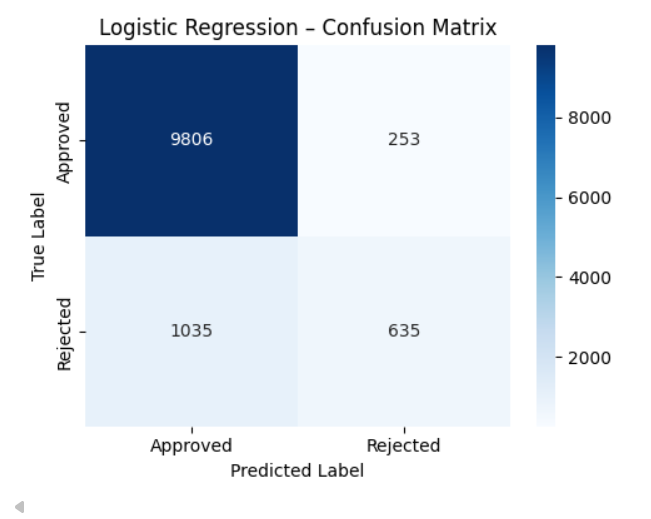 Logistic Regression – Confusion Matrix
True Label
Approved
9806
253
Rejected
1035
635
Approved
Rejected
Predicted Label
8000
6000
4000
2000